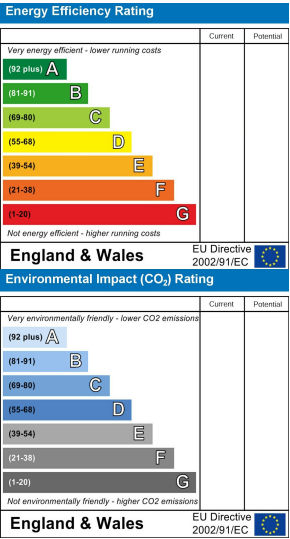 Energy Efficiency Rating
Current Potential
Very energy efficient - lower running costs
(92 plus) A
(81-91) B
(69-80) C
(55-68) D
(39-54) E
(21-38) F
(1-20) G
Not energy efficient - higher running costs
England & Wales EU Directive
2002/91/EC
Environmental Impact (CO₂) Rating
Current Potential
Very environmentally friendly - lower CO2 emissions
(92 plus) A
(81-91) B
(69-80) C
(55-68) D
(39-54) E
(21-38) F
(1-20) G
Not environmentally friendly - higher CO2 emissions
England & Wales EU Directive
2002/91/EC